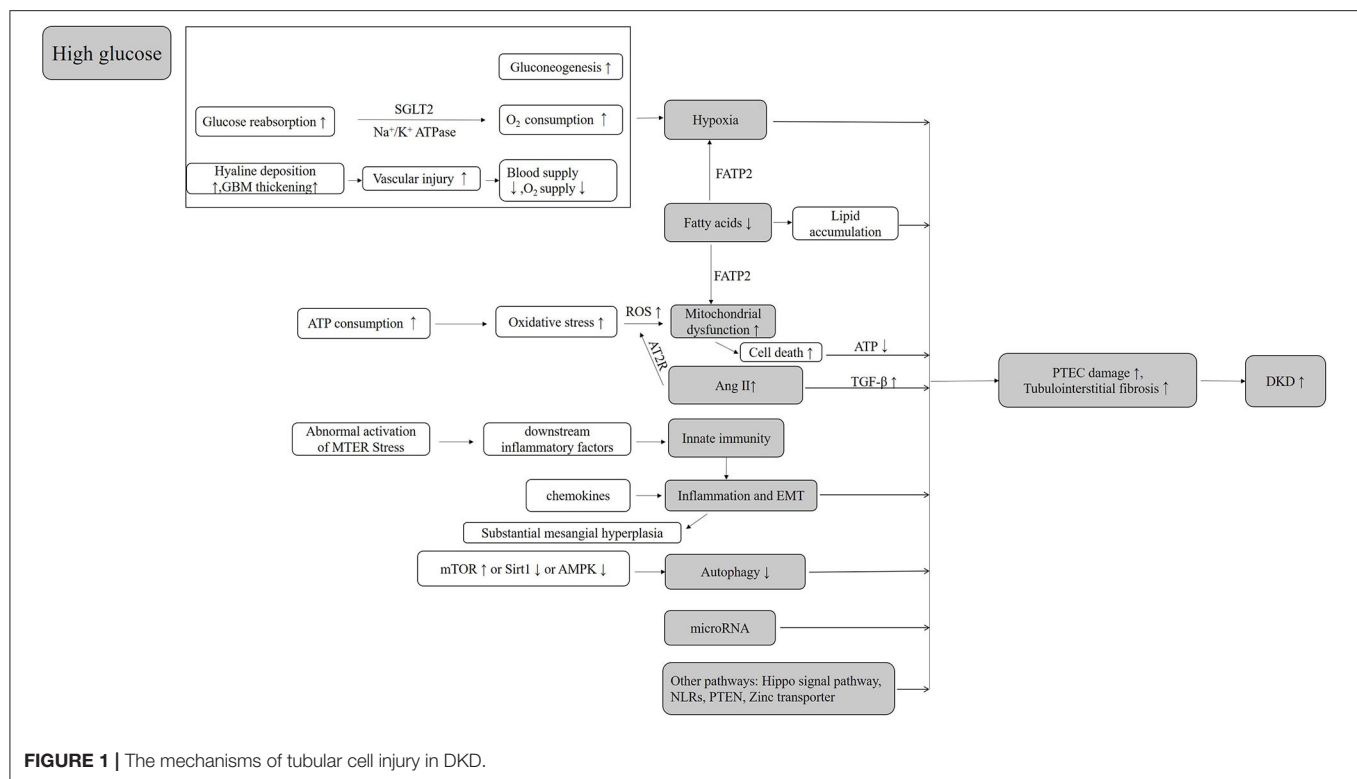 High glucose
Gluconeogenesis ↑
SGLT2
Glucose reabsorption ↑
O₂ consumption ↑
Na⁺/K⁺ ATPase
Hypoxia
Hyaline deposition
↑,GBM thickening↑
Vascular injury ↑
Blood supply
↓,O₂ supply ↓
FATP2
Fatty acids ↓
Lipid
accumulation
FATP2
ATP consumption ↑
Oxidative stress ↑
ROS ↑
Mitochondrial
dysfunction ↑
Cell death ↑
ATP ↓
AT2R
Ang II↑
TGF-β ↑
PTEC damage ↑,
Tubulointerstitial fibrosis ↑
DKD ↑
Abnormal activation
of MTER Stress
downstream
inflammatory factors
Innate immunity
chemokines
Inflammation and EMT
Substantial mesangial hyperplasia
mTOR ↑ or Sirt1 ↓ or AMPK ↓
Autophagy ↓
microRNA
Other pathways: Hippo signal pathway,
NLRs, PTEN, Zinc transporter
FIGURE 1 | The mechanisms of tubular cell injury in DKD.